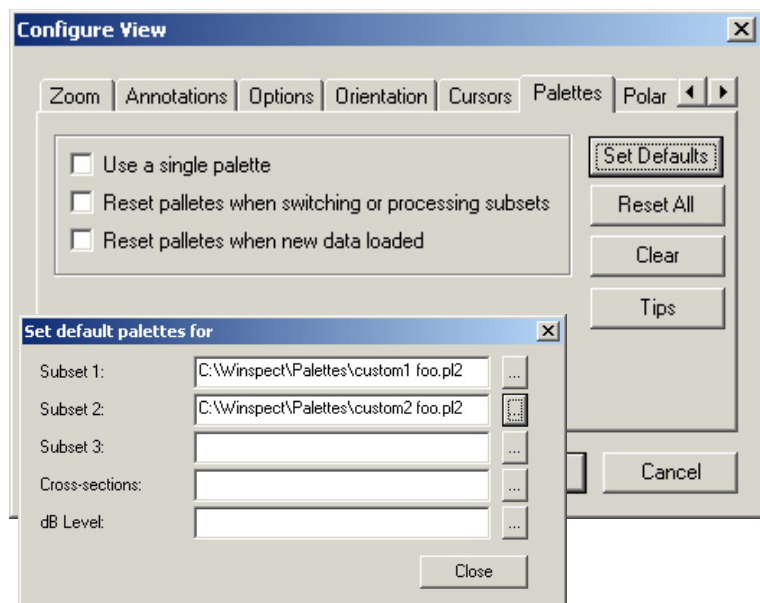 Configure View
Zoom Annotations Options Orientation Cursors Palettes Polar
Use a single palette
Reset palletes when switching or processing subsets
Reset palletes when new data loaded
Set Defaults
Reset All
Clear
Tips
Set default palettes for
Subset 1: C:\Winspect\Palettes\custom1 foo.pl2 ...
Subset 2: C:\Winspect\Palettes\custom2 foo.pl2 ...
Subset 3: ...
Cross-sections: ...
dB Level: ...
Close
Cancel